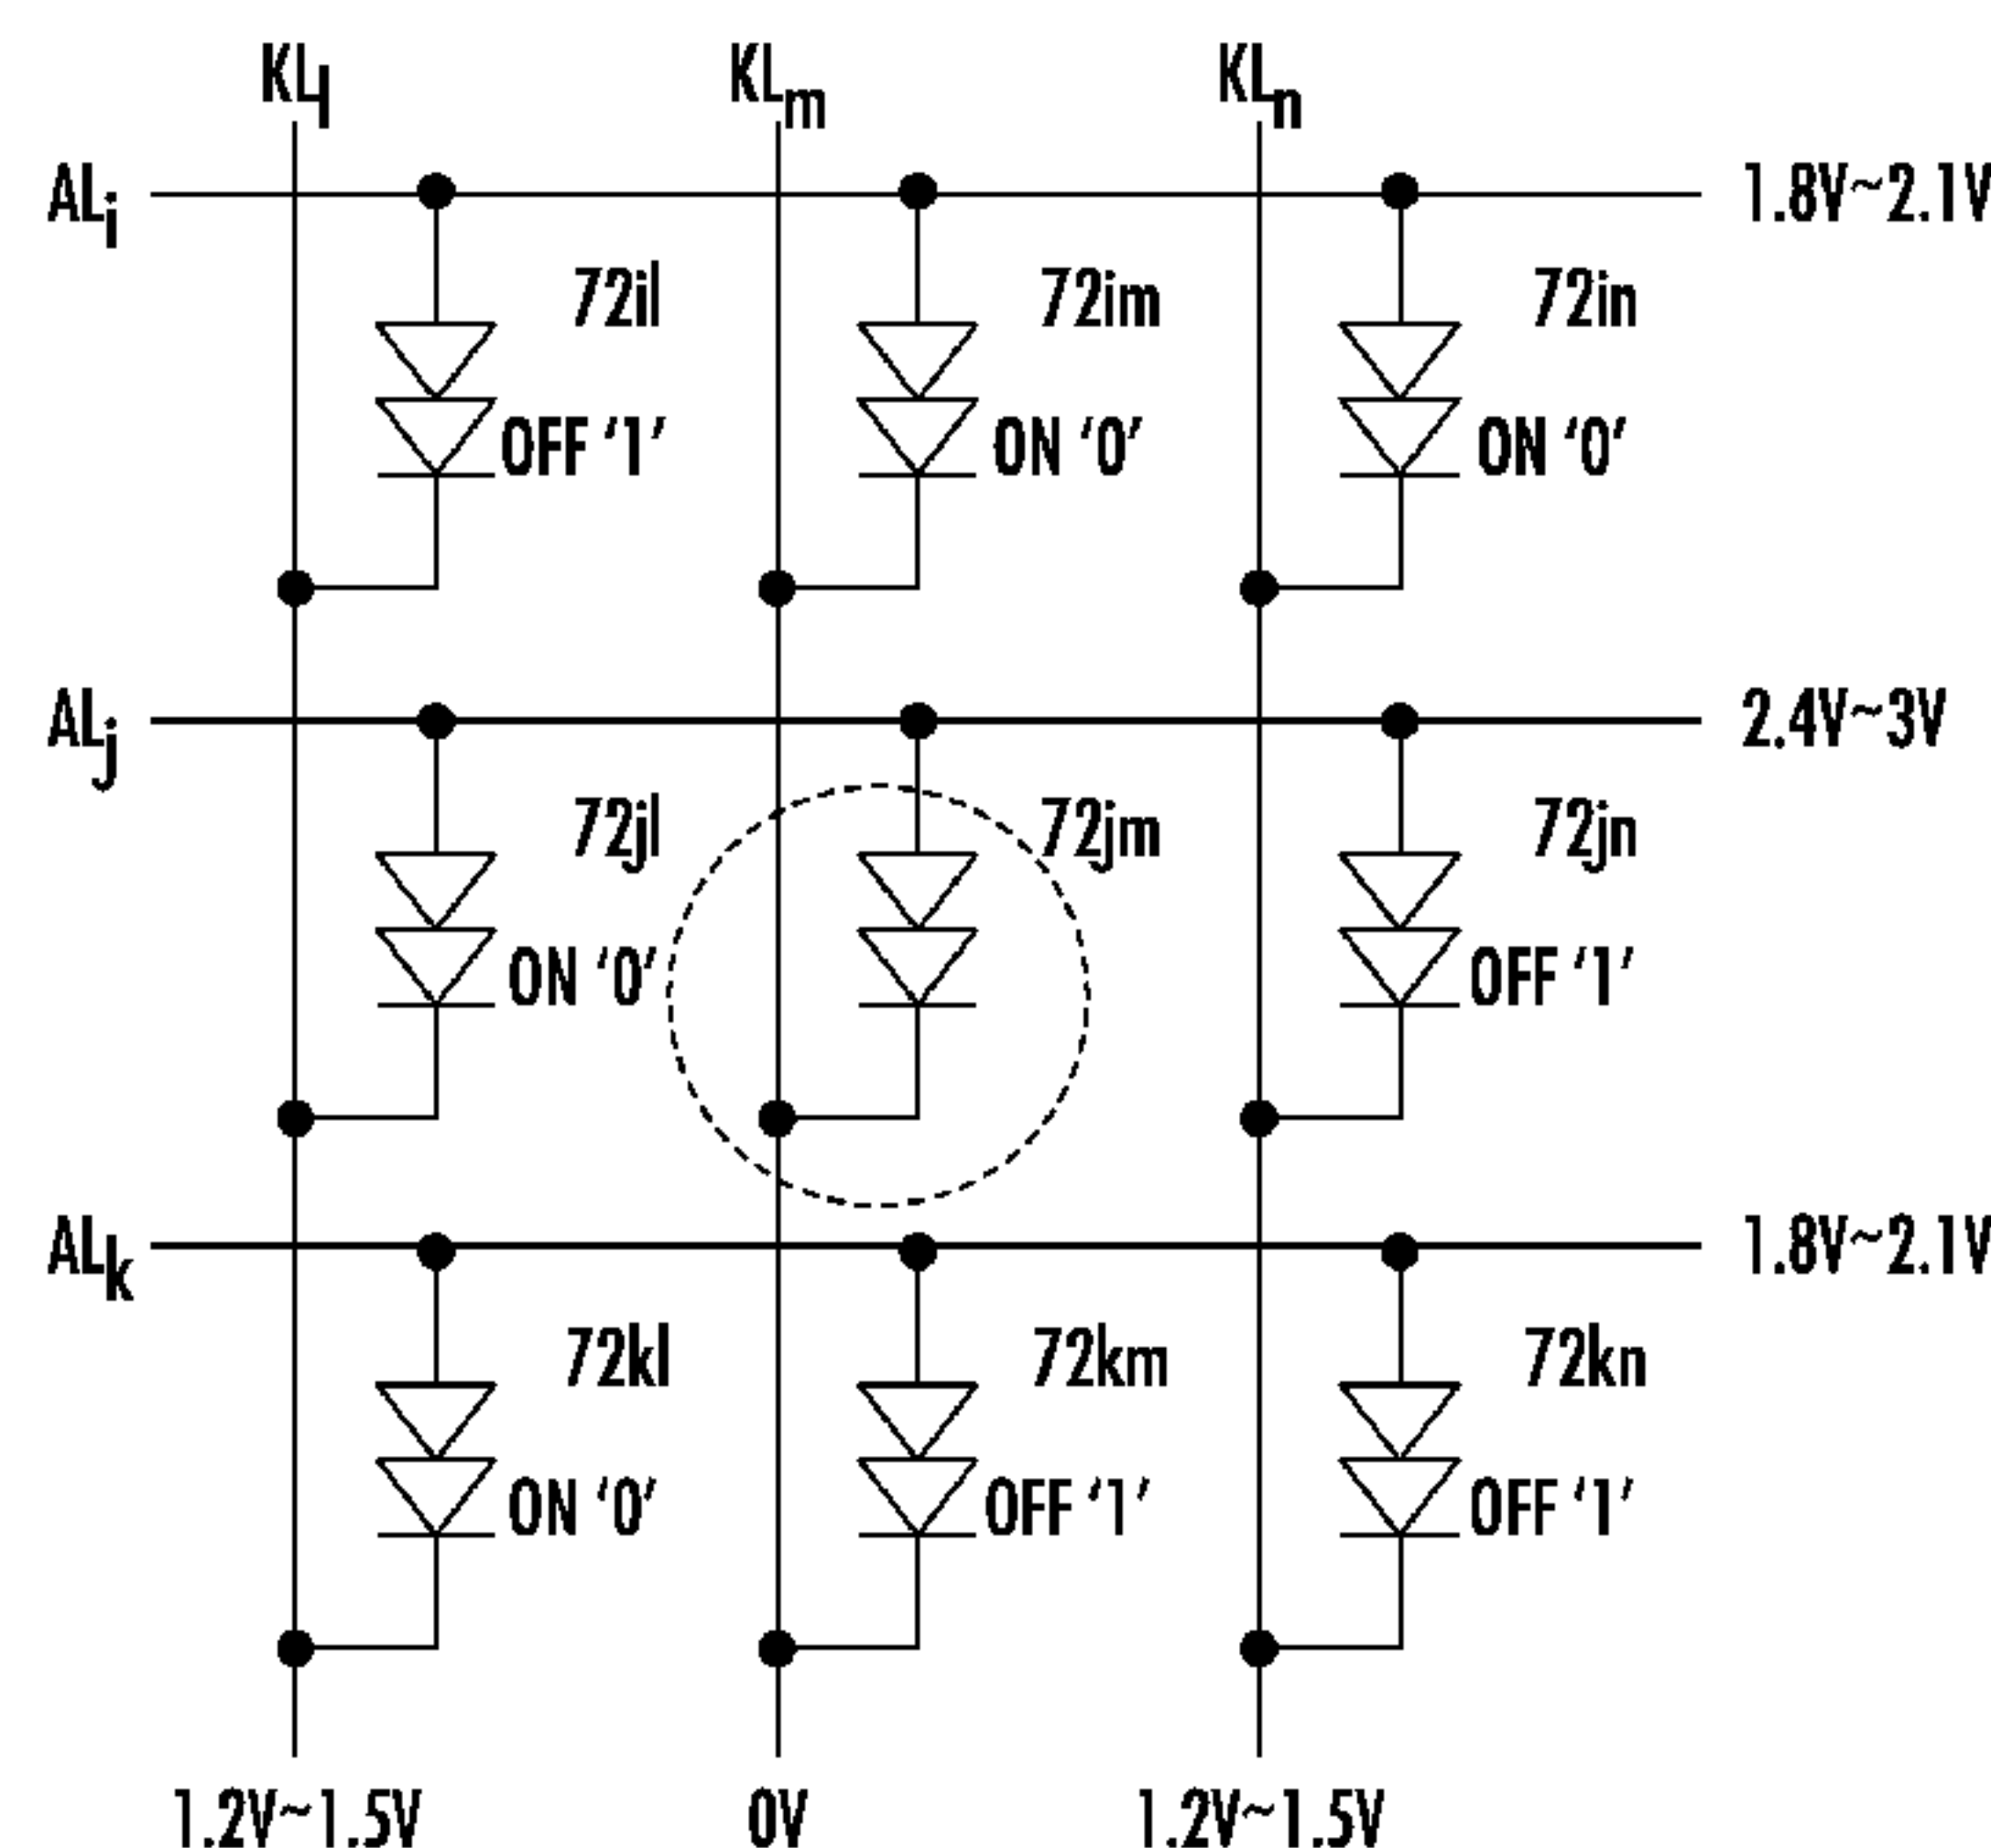 KLl KLm KLn
ALi 1.8V~2.1V
72il 72im 72in
OFF ‘1’ ON ‘0’ ON ‘0’
ALj 2.4V~3V
72jl 72jm 72jn
ON ‘0’ OFF ‘1’
ALk 1.8V~2.1V
72kl 72km 72kn
ON ‘0’ OFF ‘1’ OFF ‘1’
1.2V~1.5V 0V 1.2V~1.5V